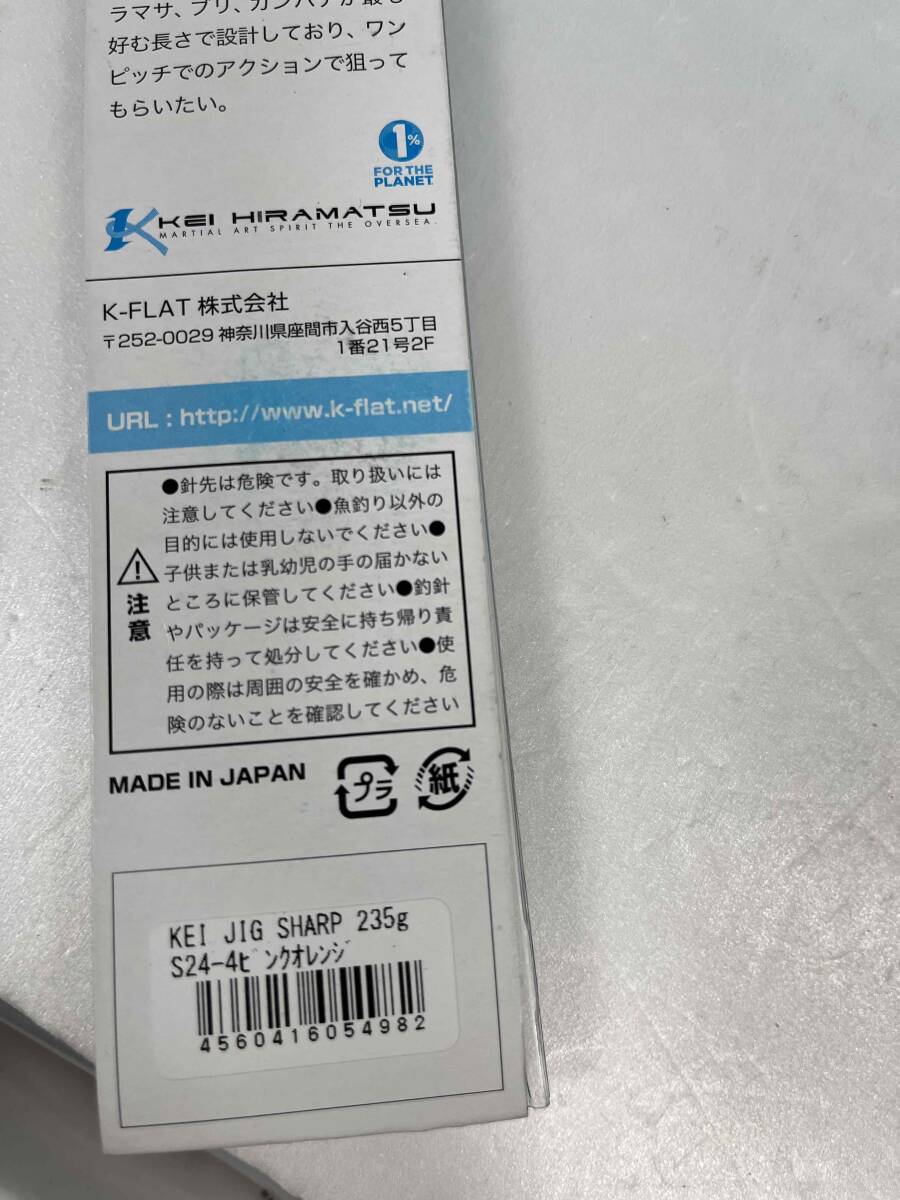 ラマサ、ブリ、カンパチが最も
好む長さで設計しており、ワン
ピッチでのアクションで狙って
もらいたい。
1%
FOR THE
PLANET
KEI HIRAMATSU
MARTIAL ART SPIRIT THE OVERSEA.
K-FLAT 株式会社
〒252-0029 神奈川県座間市入谷西5丁目
1番21号2F
URL : http://www.k-flat.net/
注意
●針先は危険です。取り扱いには
注意してください●魚釣り以外の
目的には使用しないでください●
子供または乳幼児の手の届かない
ところに保管してください●釣針
やパッケージは安全に持ち帰り責
任を持って処分してください●使
用の際は周囲の安全を確かめ、危
険のないことを確認してください
MADE IN JAPAN
プラ
紙
KEI JIG SHARP 235g
S24-4ピンクオレンジ
4560416054982